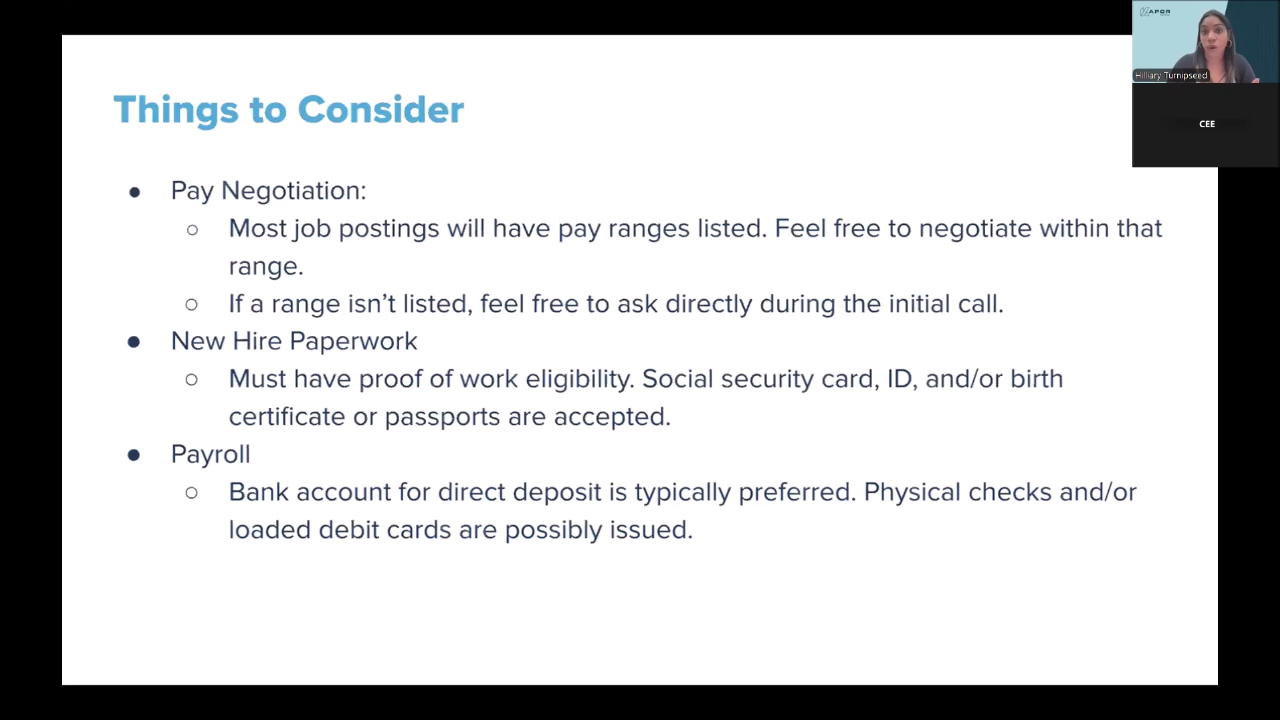 Things to Consider
● Pay Negotiation:
○ Most job postings will have pay ranges listed. Feel free to negotiate within that
range.
○ If a range isn’t listed, feel free to ask directly during the initial call.
● New Hire Paperwork
○ Must have proof of work eligibility. Social security card, ID, and/or birth
certificate or passports are accepted.
● Payroll
○ Bank account for direct deposit is typically preferred. Physical checks and/or
loaded debit cards are possibly issued.
Hilliary Turnipseed
CEE